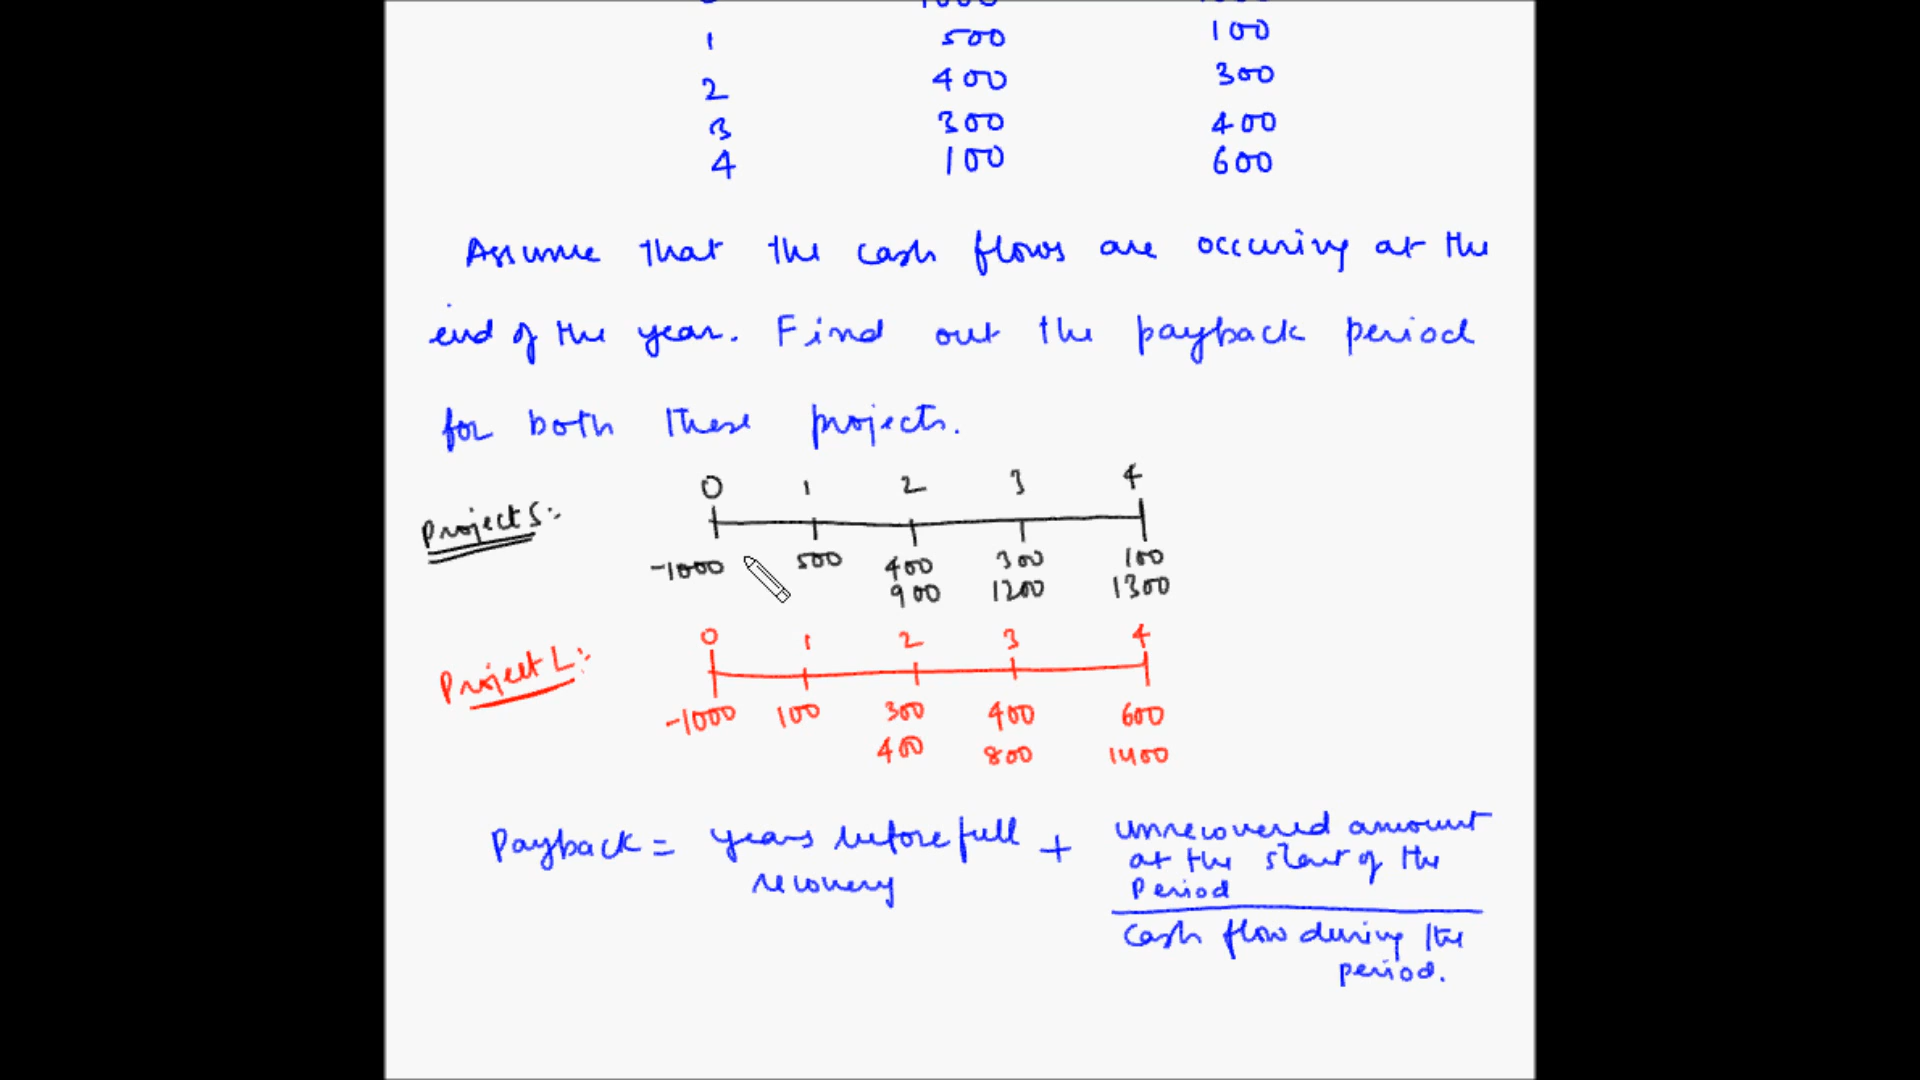 1 500 100
2 400 300
3 300 400
4 100 600
Assume that the cash flows are occuring at the
end of the year. Find out the payback period
for both these projects.
0 1 2 3 4
Project S:-
-1000 500 400 300 100
900 1200 1300
0 1 2 3 4
Project L:-
-1000 100 300 400 600
400 800 1400
Payback = years before full recovery + unrecovered amount
at the start of the
Period
cash flow during the
period.